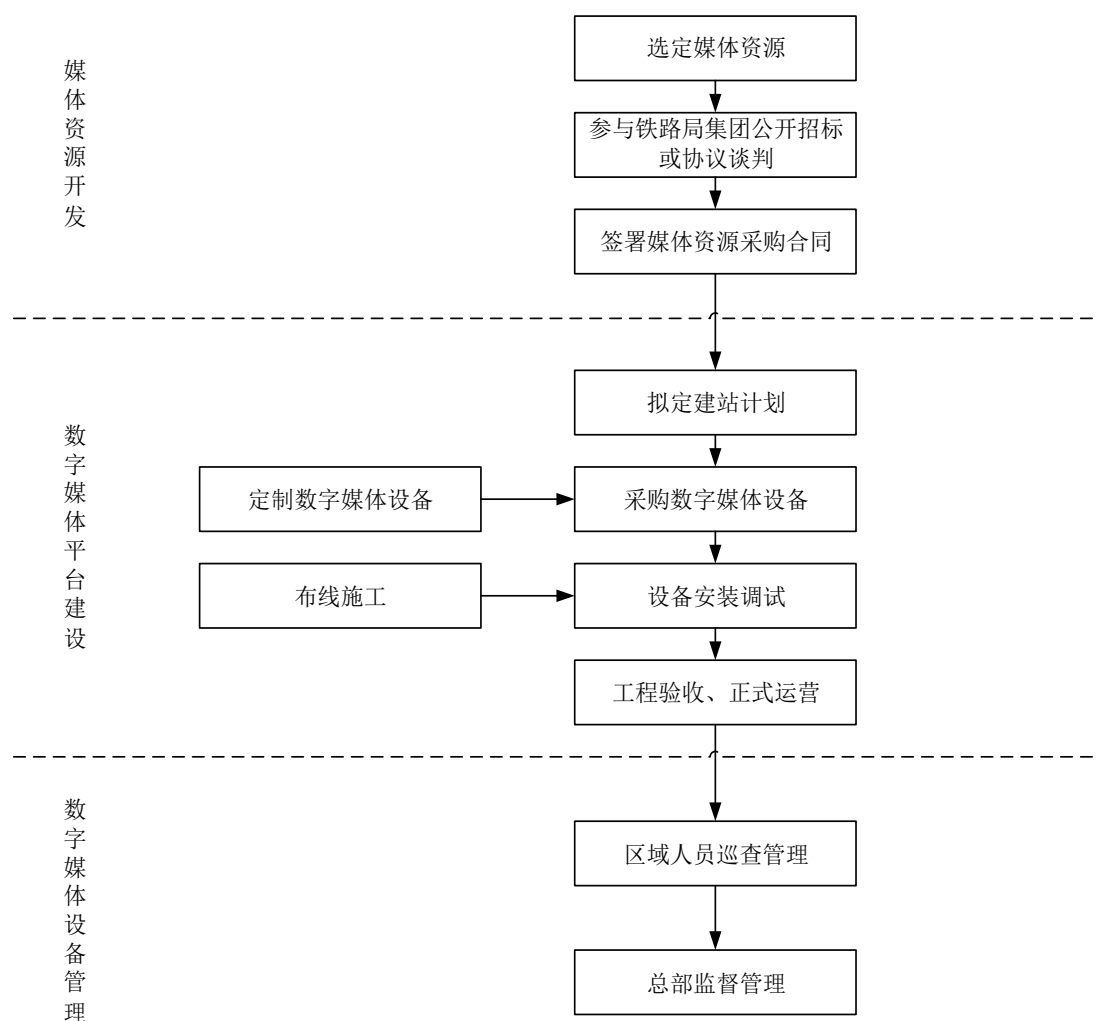 媒体资源开发
选定媒体资源
参与铁路局集团公开招标
或协议谈判
签署媒体资源采购合同
数字媒体平台建设
拟定建站计划
定制数字媒体设备
采购数字媒体设备
布线施工
设备安装调试
工程验收、正式运营
数字媒体设备管理
区域人员巡查管理
总部监督管理